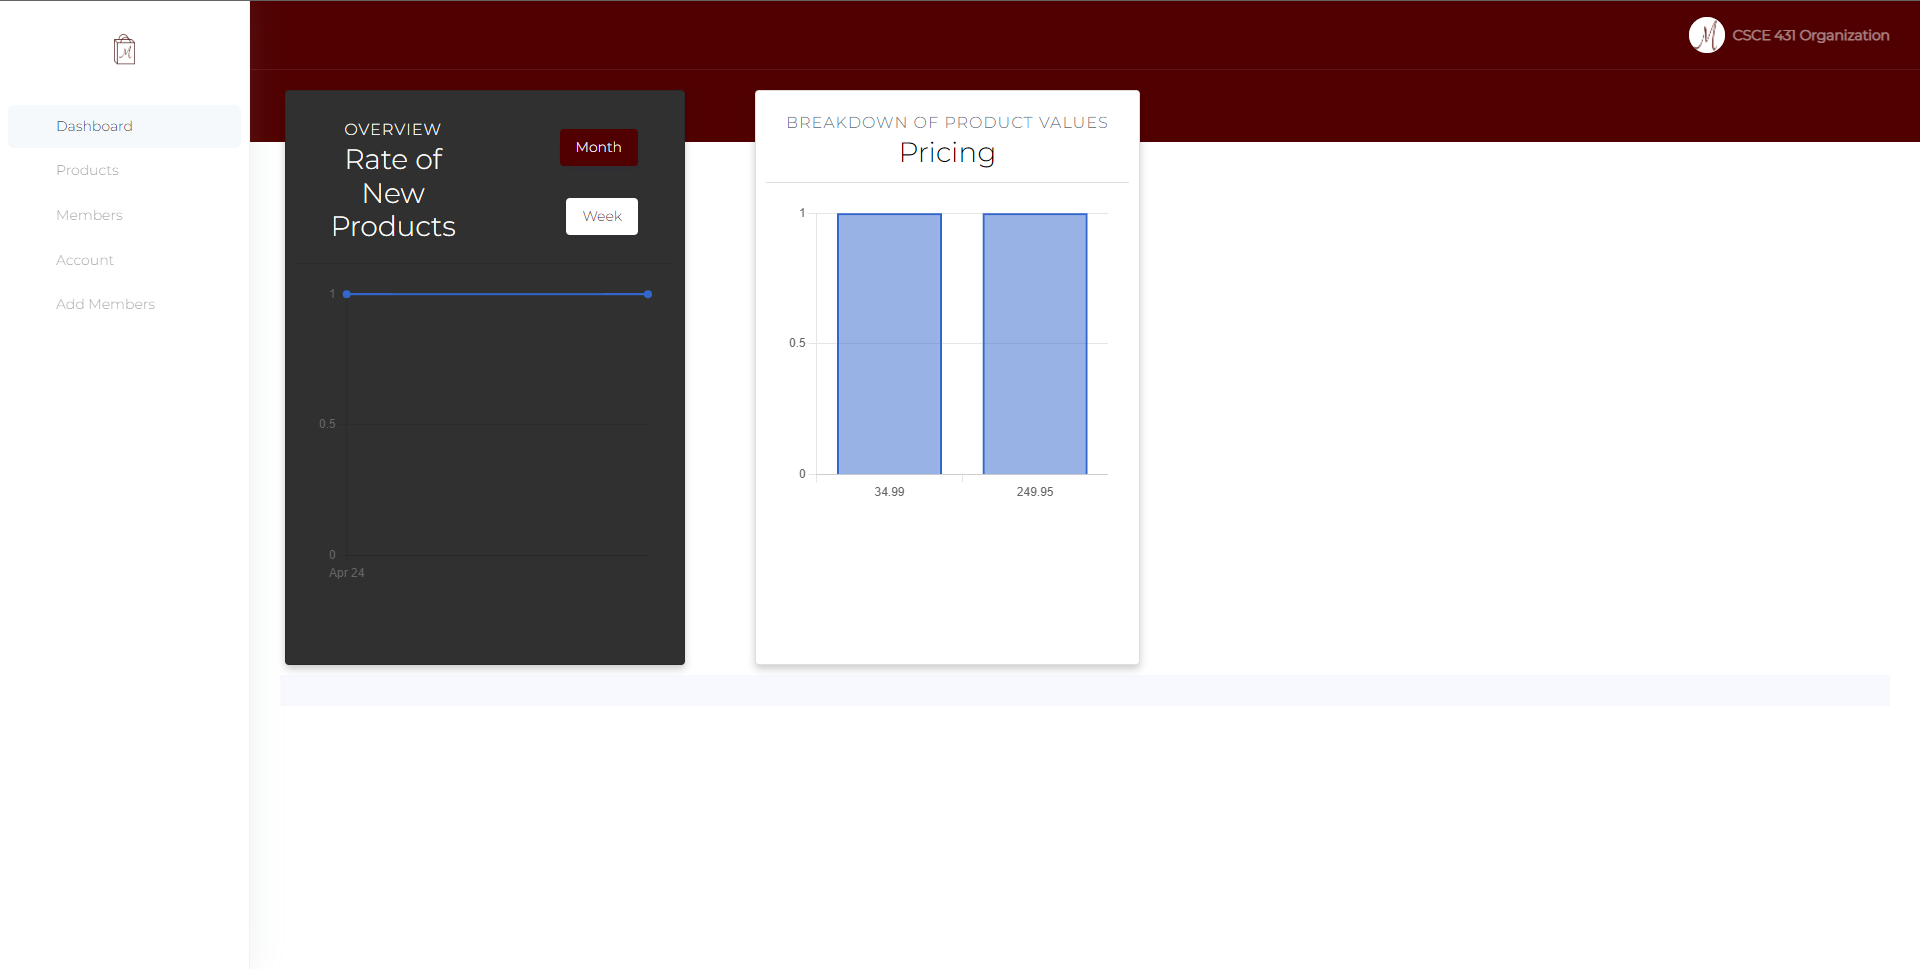 M
CSCE 431 Organization
M
Dashboard
Products
Members
Account
Add Members
OVERVIEW
Rate of
New
Products
Month
Week
1
0.5
0
Apr 24
BREAKDOWN OF PRODUCT VALUES
Pricing
1
0.5
0
34.99
249.95